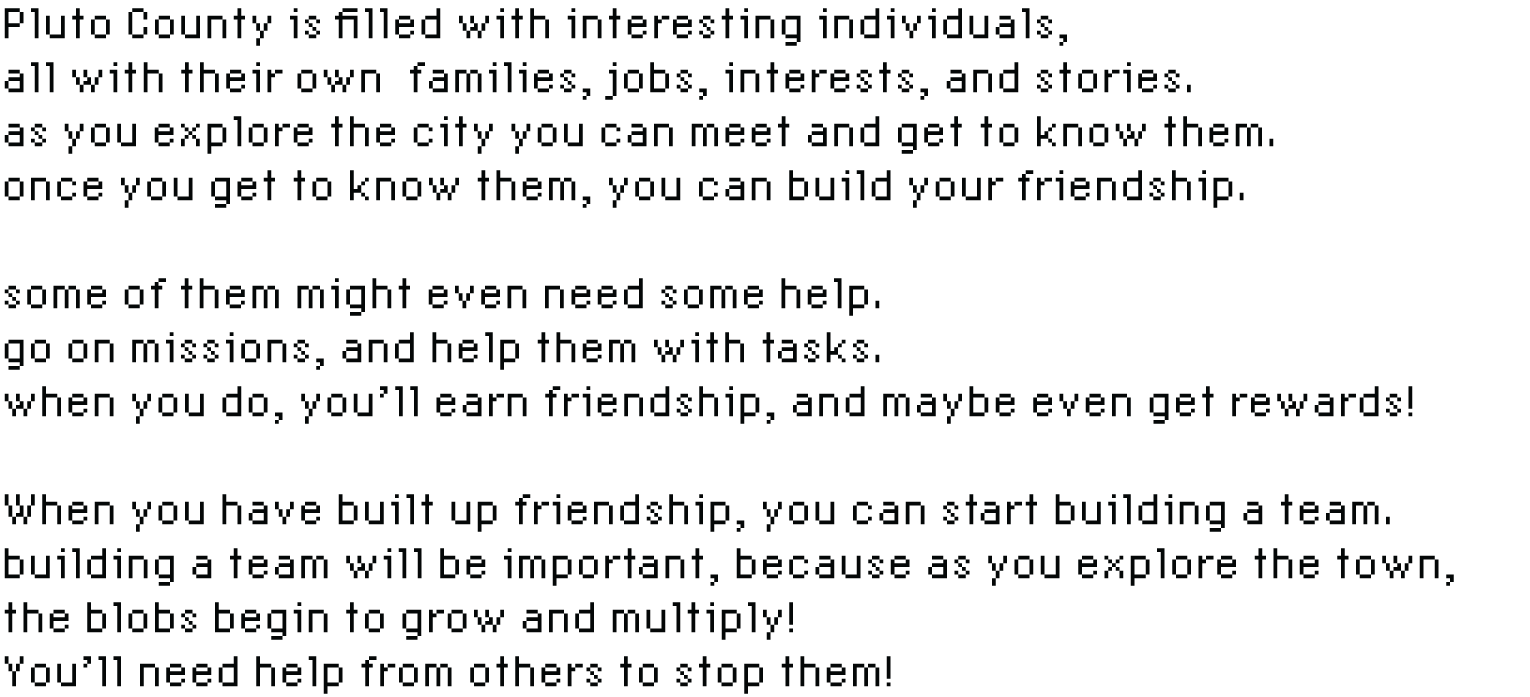 Pluto County is filled with interesting individuals,
all with their own  families, jobs, interests, and stories.
as you explore the city you can meet and get to know them.
once you get to know them, you can build your friendship.
some of them might even need some help.
go on missions, and help them with tasks.
when you do, you’ll earn friendship, and maybe even get rewards!
When you have built up friendship, you can start building a team.
building a team will be important, because as you explore the town,
the blobs begin to grow and multiply!
You’ll need help from others to stop them!